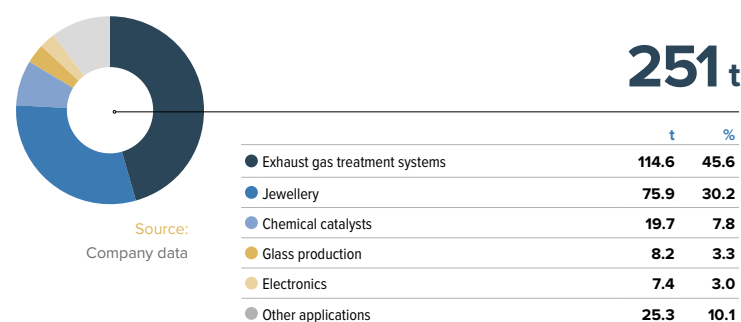 251 t
t %
Exhaust gas treatment systems 114.6 45.6
Jewellery 75.9 30.2
Chemical catalysts 19.7 7.8
Glass production 8.2 3.3
Electronics 7.4 3.0
Other applications 25.3 10.1
Source:
Company data